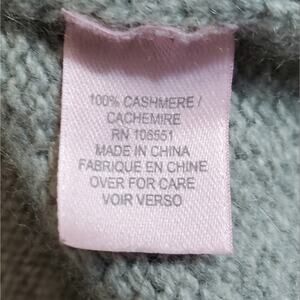 100% CASHMERE /
CACHEMIRE
RN 106551
MADE IN CHINA
FABRIQUE EN CHINE
OVER FOR CARE
VOIR VERSO